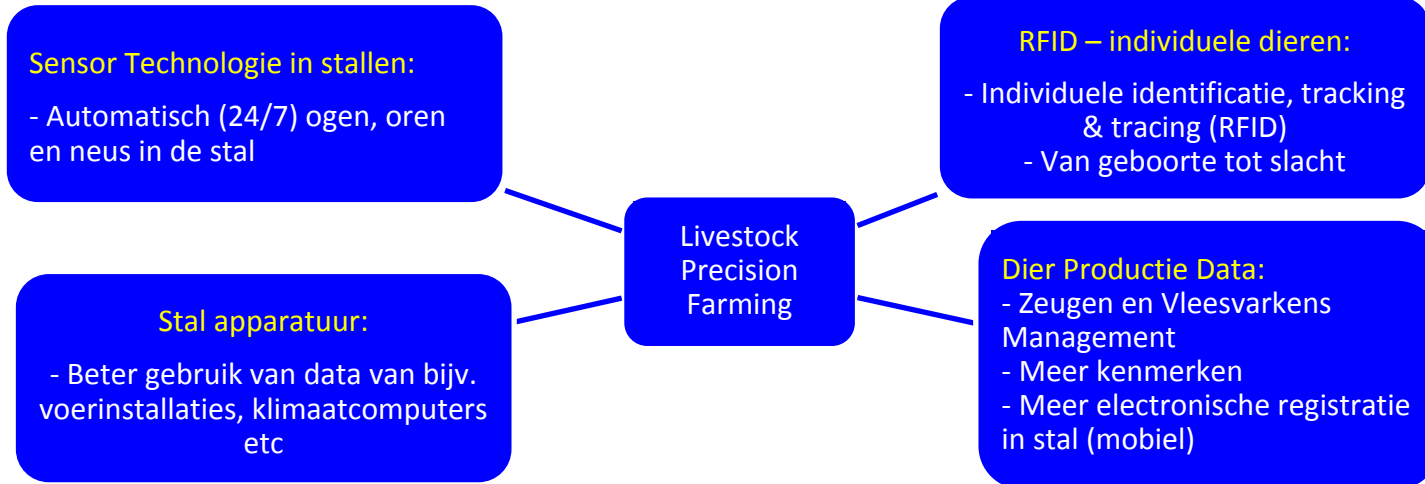 Sensor Technologie in stallen:
- Automatisch (24/7) ogen, oren
en neus in de stal
RFID – individuele dieren:
- Individuele identificatie, tracking
& tracing (RFID)
- Van geboorte tot slacht
Livestock
Precision
Farming
Stal apparatuur:
- Beter gebruik van data van bijv.
voerinstallaties, klimaatcomputers
etc
Dier Productie Data:
- Zeugen en Vleesvarkens
Management
- Meer kenmerken
- Meer electronische registratie
in stal (mobiel)